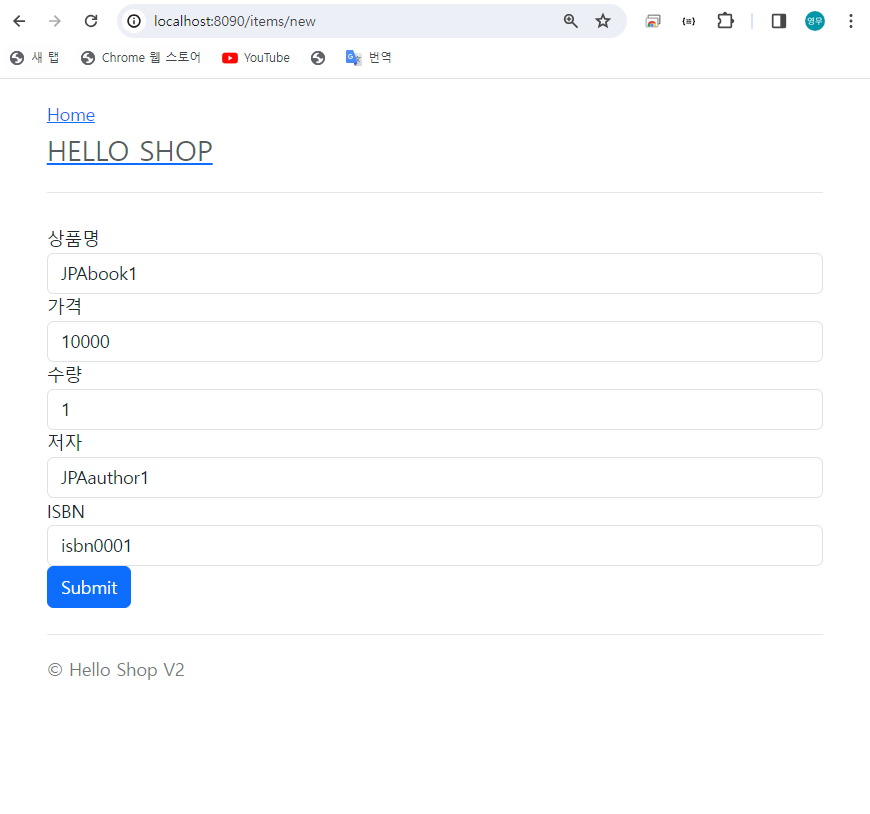 localhost:8090/items/new
영무
새 탭 Chrome 웹 스토어 YouTube 번역
Home
HELLO SHOP
상품명
JPAbook1
가격
10000
수량
1
저자
JPAauthor1
ISBN
isbn0001
Submit
© Hello Shop V2